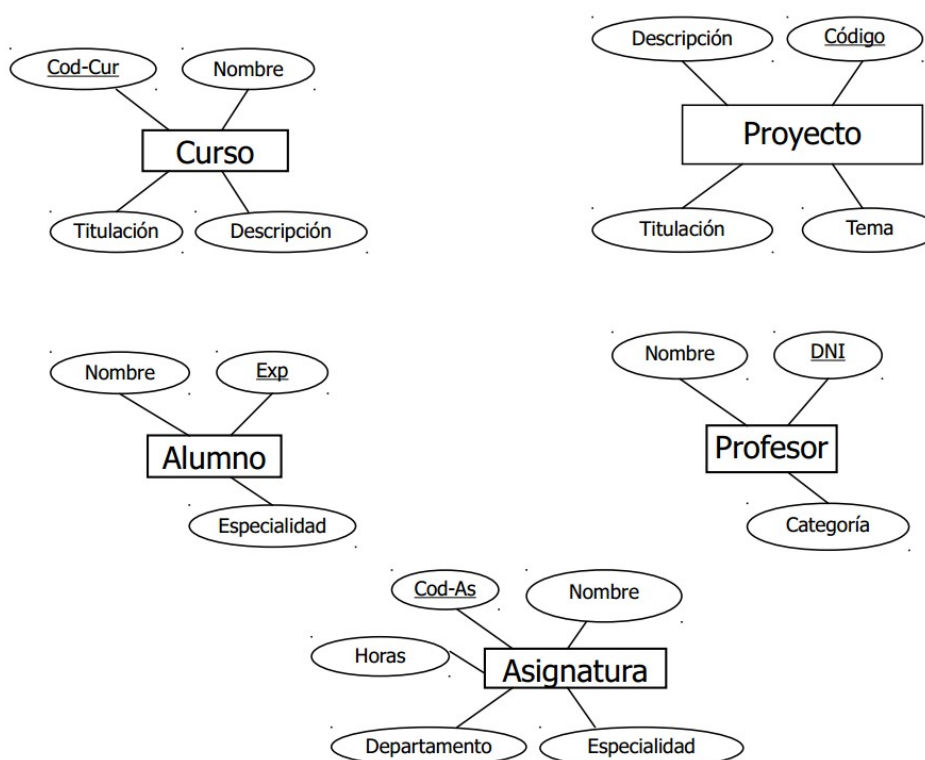 Cod-Cur
Nombre
Curso
Titulación
Descripción
Descripción
Código
Proyecto
Titulación
Tema
Nombre
Exp
Alumno
Especialidad
Nombre
DNI
Profesor
Categoría
Cod-As
Nombre
Horas
Asignatura
Departamento
Especialidad